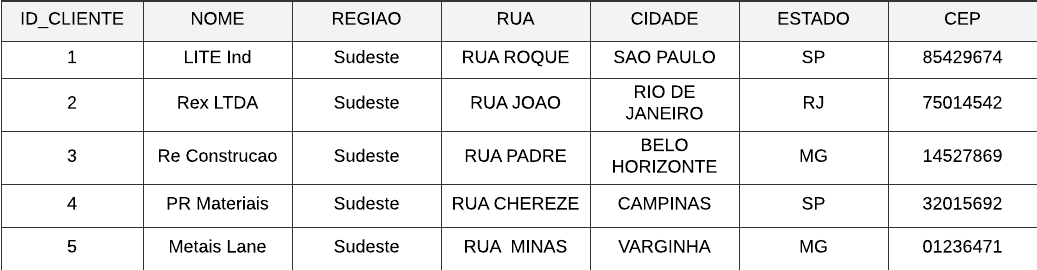 ID_CLIENTE NOME REGIAO RUA CIDADE ESTADO CEP
1 LITE Ind Sudeste RUA ROQUE SAO PAULO SP 85429674
2 Rex LTDA Sudeste RUA JOAO RIO DE JANEIRO RJ 75014542
3 Re Construcao Sudeste RUA PADRE BELO HORIZONTE MG 14527869
4 PR Materiais Sudeste RUA CHEREZE CAMPINAS SP 32015692
5 Metais Lane Sudeste RUA  MINAS VARGINHA MG 01236471